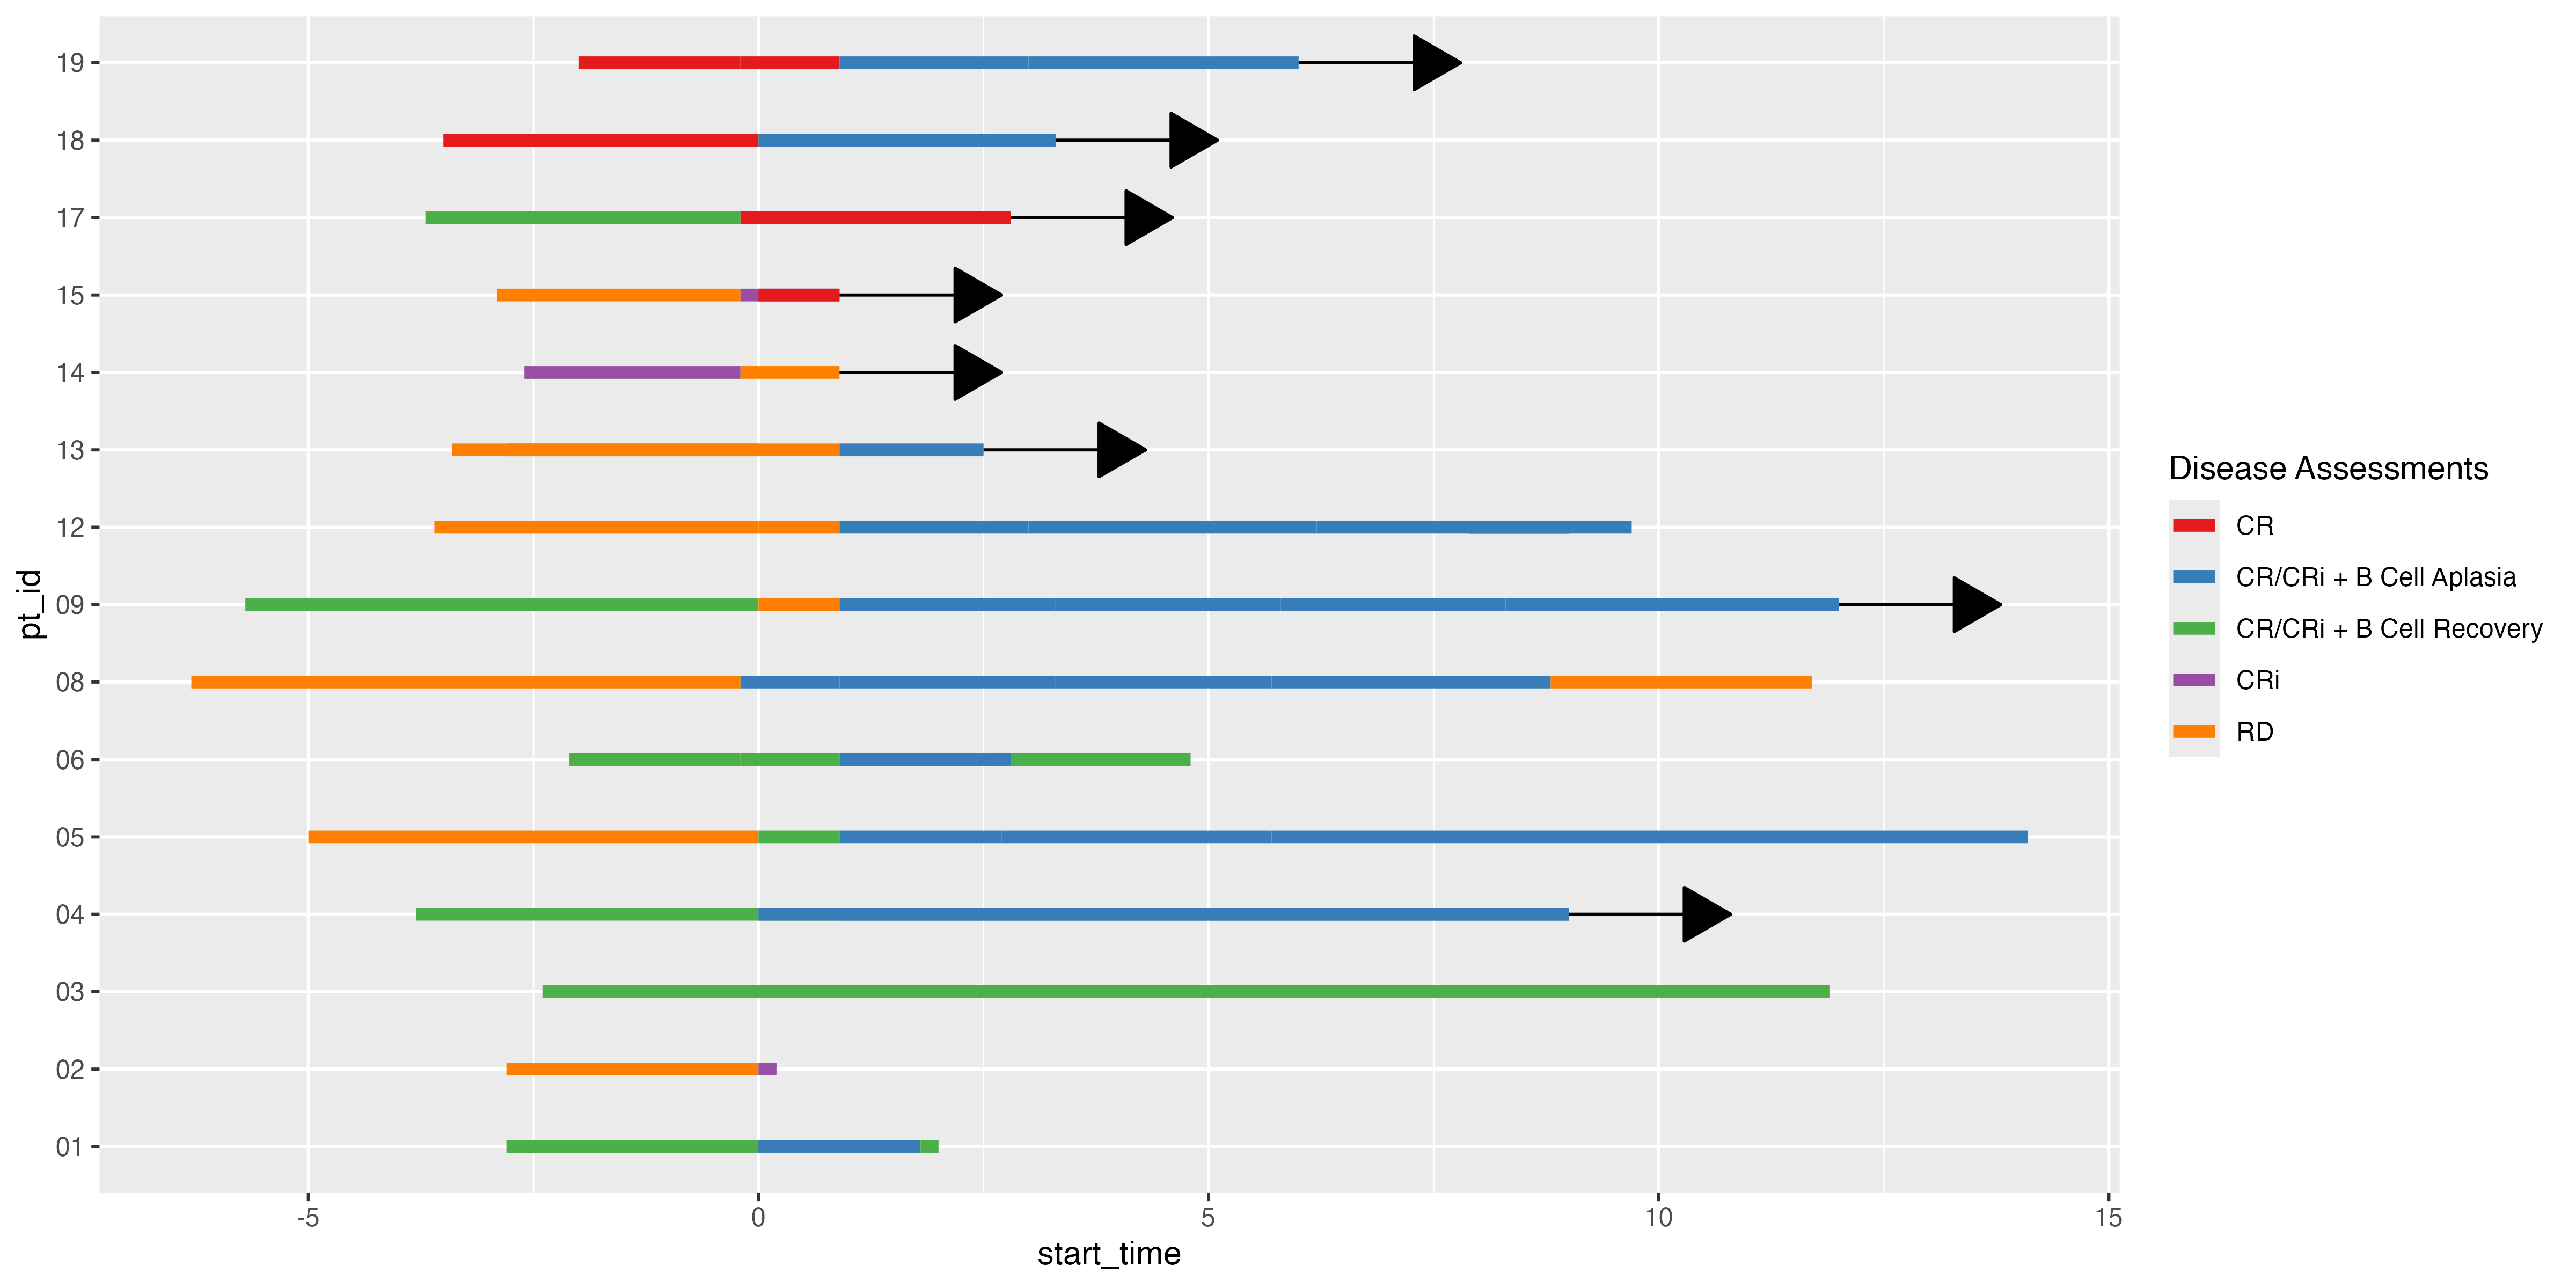 19
18
17
15
14
13
12
09
08
06
05
04
03
02
01
pt_id
-5 0 5 10 15
start_time
Disease Assessments
CR
CR/CRi + B Cell Aplasia
CR/CRi + B Cell Recovery
CRi
RD